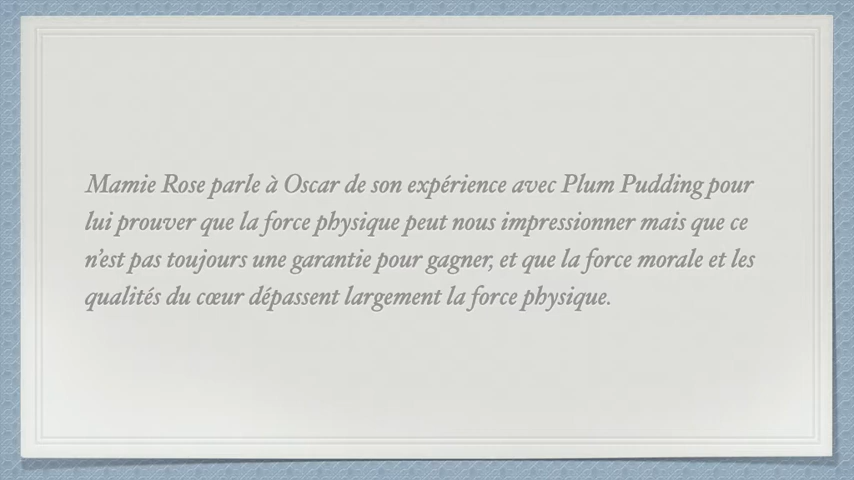 Mamie Rose parle à Oscar de son expérience avec Plum Pudding pour
lui prouver que la force physique peut nous impressionner mais que ce
n'est pas toujours une garantie pour gagner, et que la force morale et les
qualités du cœur dépassent largement la force physique.